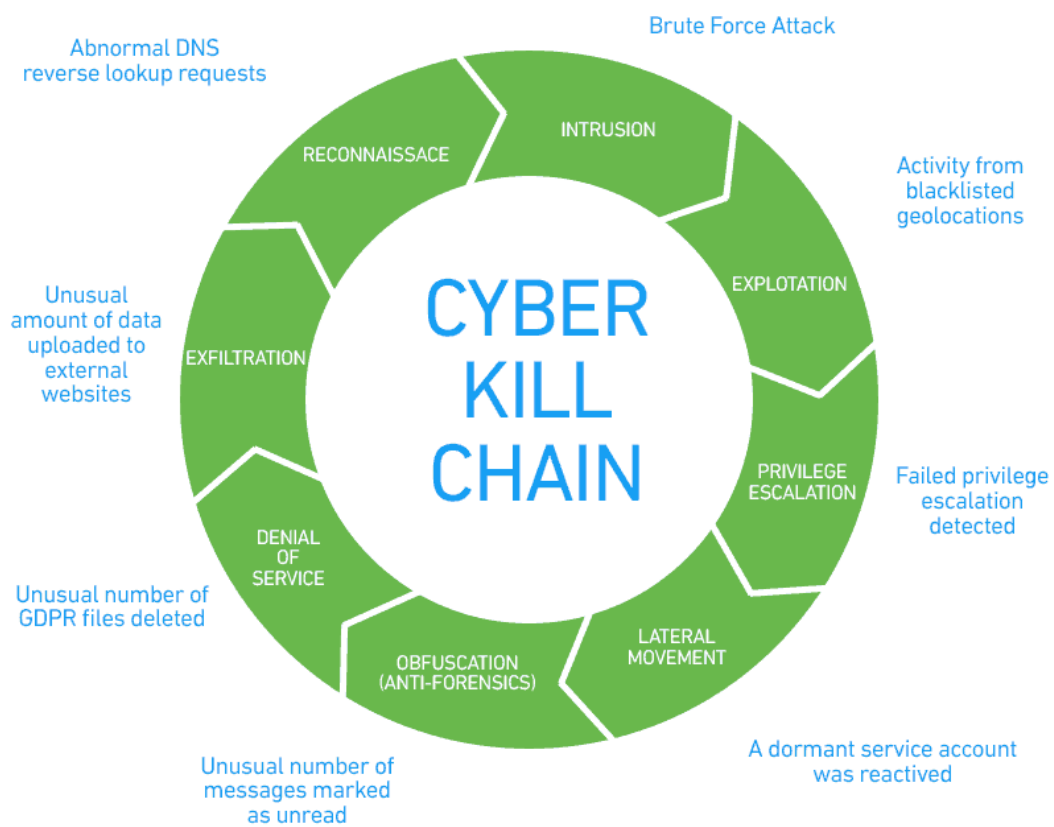 Brute Force Attack
Abnormal DNS
reverse lookup requests
INTRUSION
RECONNAISSACE
Activity from
blacklisted
geolocations
EXPLOTATION
CYBER
KILL
CHAIN
Unusual
amount of data
uploaded to
external
websites
EXFILTRATION
PRIVILEGE
ESCALATION
Failed privilege
escalation
detected
DENIAL
OF
SERVICE
Unusual number of
GDPR files deleted
LATERAL
MOVEMENT
OBFUSCATION
(ANTI-FORENSICS)
A dormant service account
was reactived
Unusual number of
messages marked
as unread